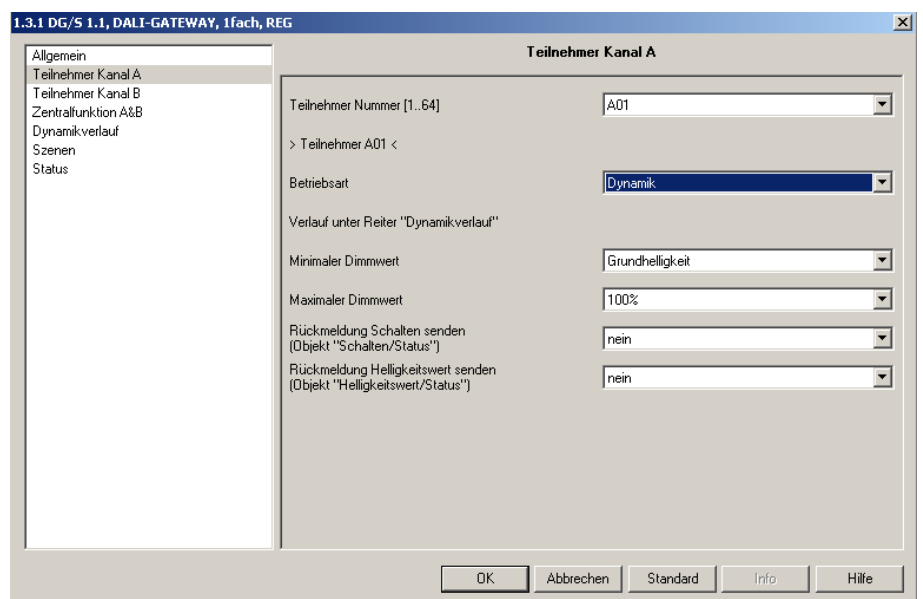 1.3.1 DG/S 1.1, DALI-GATEWAY, 1fach, REG
Allgemein
Teilnehmer Kanal A
Teilnehmer Kanal B
Zentralfunktion A&B
Dynamikverlauf
Szenen
Status
Teilnehmer Kanal A
Teilnehmer Nummer [1..64]
A01
> Teilnehmer A01 <
Betriebsart
Dynamik
Verlauf unter Reiter "Dynamikverlauf"
Minimaler Dimmwert
Grundhelligkeit
Maximaler Dimmwert
100%
Rückmeldung Schalten senden
(Objekt "Schalten/Status")
nein
Rückmeldung Helligkeitswert senden
(Objekt "Helligkeitswert/Status")
nein
OK
Abbrechen
Standard
Info
Hilfe